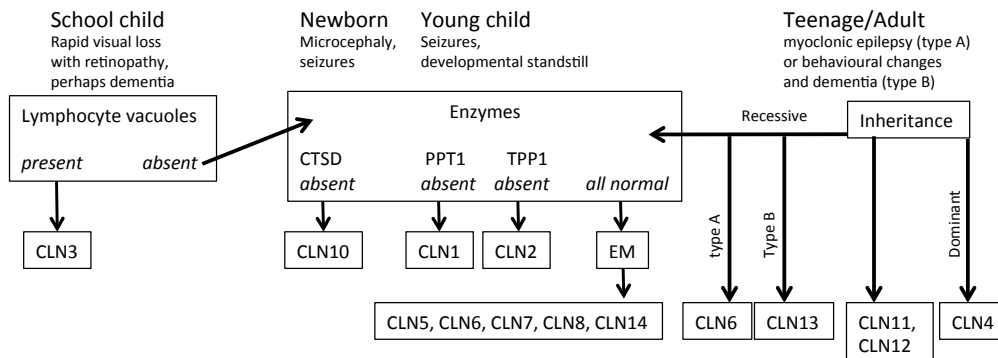 School child
Rapid visual loss
with retinopathy,
perhaps dementia
Newborn
Microcephaly,
seizures
Young child
Seizures,
developmental standstill
Teenage/Adult
myoclonic epilepsy (type A)
or behavioural changes
and dementia (type B)
Lymphocyte vacuoles
present absent
Enzymes
CTSD PPT1 TPP1
absent absent absent all normal
Recessive
Inheritance
type A
Type B
Dominant
CLN3
CLN10
CLN1
CLN2
EM
CLN5, CLN6, CLN7, CLN8, CLN14
CLN6
CLN13
CLN11,
CLN12
CLN4